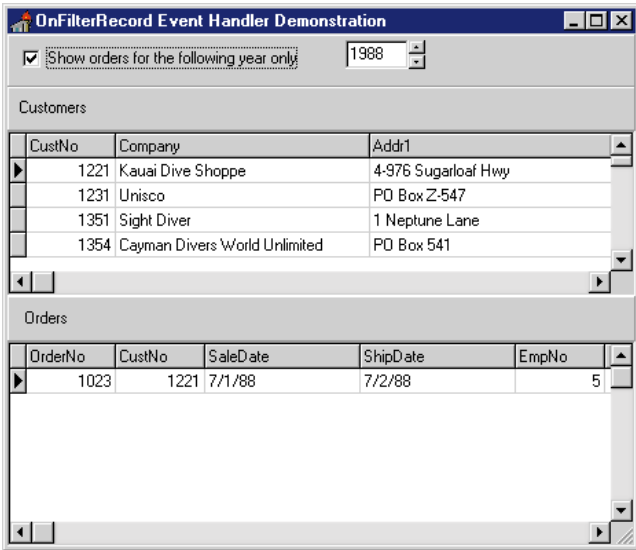 OnFilterRecord Event Handler Demonstration
Show orders for the following year only 1988
Customers
CustNo Company Addr1
1221 Kauai Dive Shoppe 4-976 Sugarloaf Hwy
1231 Unisco PO Box Z-547
1351 Sight Diver 1 Neptune Lane
1354 Cayman Divers World Unlimited PO Box 541
Orders
OrderNo CustNo SaleDate ShipDate EmpNo
1023 1221 7/1/88 7/2/88 5